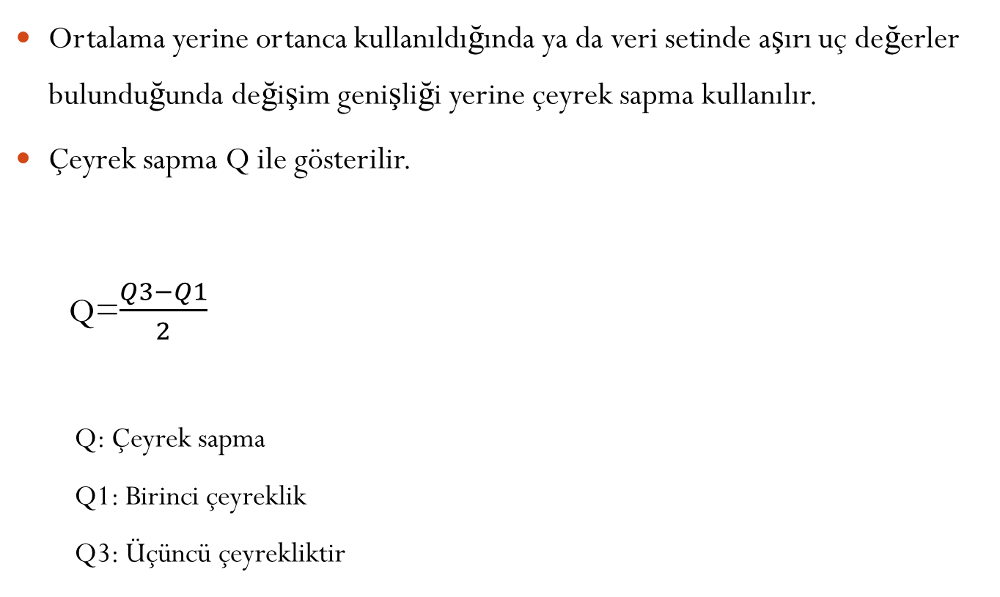 • Ortalama yerine ortanca kullanıldığında ya da veri setinde aşırı uç değerler
bulunduğunda değişim genişliği yerine çeyrek sapma kullanılır.
• Çeyrek sapma Q ile gösterilir.
Q=\frac{Q3-Q1}{2}
Q: Çeyrek sapma
Q1: Birinci çeyreklik
Q3: Üçüncü çeyrekliktir